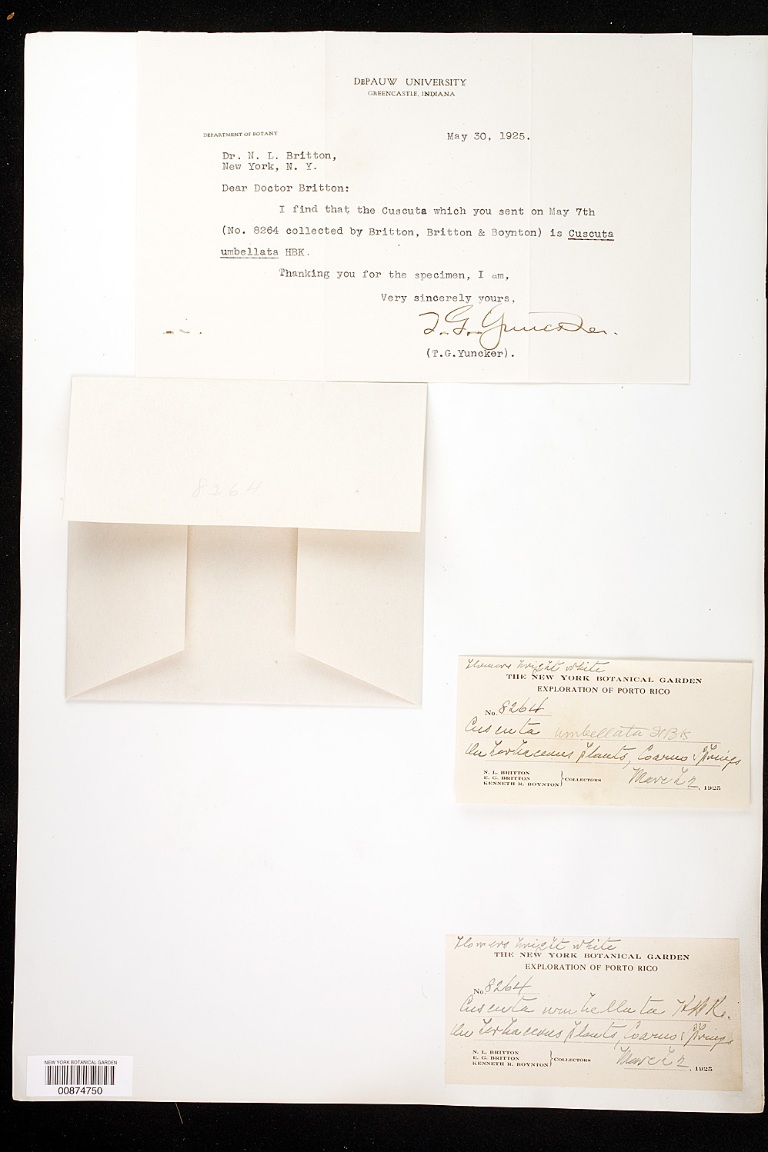 DEPAUW UNIVERSITY
GREENCASTLE, INDIANA
DEPARTMENT OF BOTANY
May 30, 1925.
Dr. N. L. Britton,
New York, N. Y.
Dear Doctor Britton:
I find that the Cuscuta which you sent on May 7th
(No. 8264 collected by Britton, Britton & Boynton) is Cuscuta
umbellata HBK.
Thanking you for the specimen, I am,
Very sincerely yours,
T. G. Yuncker.
(T.G.Yuncker).
8264
Flowers bright white
THE NEW YORK BOTANICAL GARDEN
EXPLORATION OF PORTO RICO
No. 8264
Cuscuta umbellata HBK
On herbaceous plants, Coamo Springs
N. L. BRITTON
E. G. BRITTON
KENNETH R. BOYNTON
COLLECTORS
March 2, 1925
Flowers bright white
THE NEW YORK BOTANICAL GARDEN
EXPLORATION OF PORTO RICO
No. 8264
Cuscuta umbellata HBK.
On herbaceous plants, Coamo Springs
N. L. BRITTON
E. G. BRITTON
KENNETH R. BOYNTON
COLLECTORS
March 2, 1925
NEW YORK BOTANICAL GARDEN
00874750